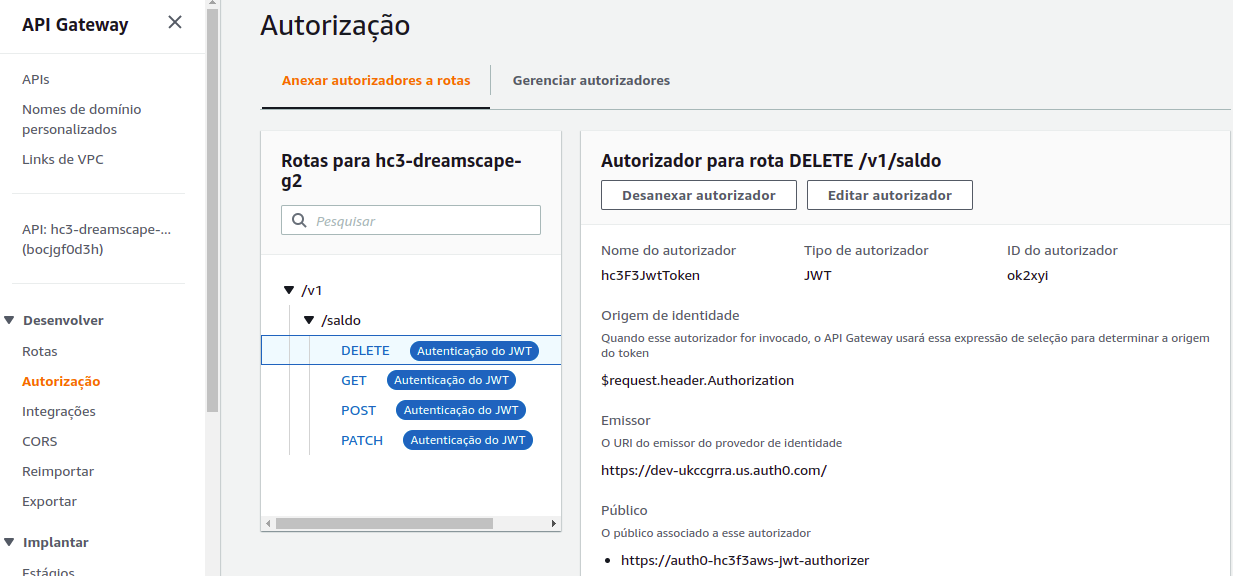 API Gateway
APIs
Nomes de domínio
personalizados
Links de VPC
API: hc3-dreamscape-...
(bocjgf0d3h)
Desenvolver
Rotas
Autorização
Integrações
CORS
Reimportar
Exportar
Implantar
Estágios
Autorização
Anexar autorizadores a rotas
Gerenciar autorizadores
Rotas para hc3-dreamscape-
g2
Pesquisar
/v1
/saldo
DELETE Autenticação do JWT
GET Autenticação do JWT
POST Autenticação do JWT
PATCH Autenticação do JWT
Autorizador para rota DELETE /v1/saldo
Desanexar autorizador Editar autorizador
Nome do autorizador Tipo de autorizador ID do autorizador
hc3F3JwtToken JWT ok2xyi
Origem de identidade
Quando esse autorizador for invocado, o API Gateway usará essa expressão de seleção para determinar a origem
do token
$request.header.Authorization
Emissor
O URI do emissor do provedor de identidade
https://dev-ukccgrra.us.auth0.com/
Público
O público associado a esse autorizador
• https://auth0-hc3f3aws-jwt-authorizer